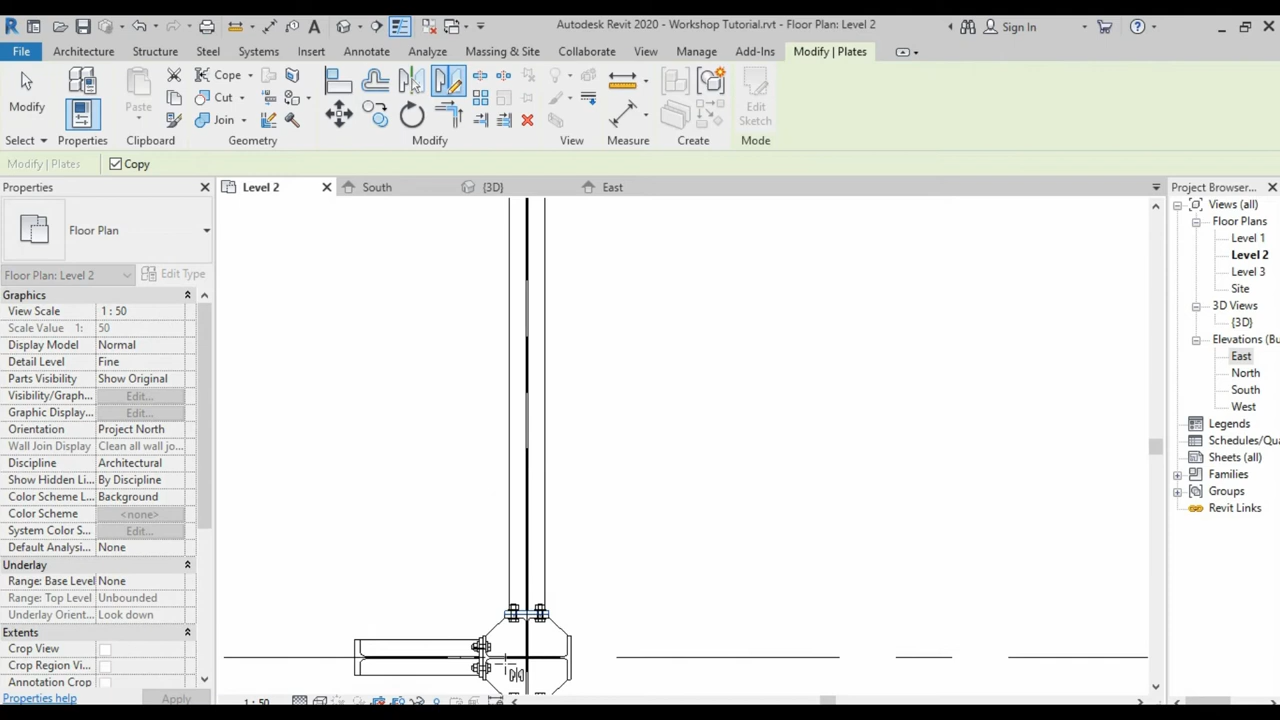 Autodesk Revit 2020 - Workshop Tutorial.rvt - Floor Plan: Level 2
Sign In
File
Architecture
Structure
Steel
Systems
Insert
Annotate
Analyze
Massing & Site
Collaborate
View
Manage
Add-Ins
Modify | Plates
Modify
Paste
Cope
Cut
Join
Edit
Sketch
Select
Properties
Clipboard
Geometry
Modify
View
Measure
Create
Mode
Modify | Plates
Copy
Properties
Level 2
South
{3D}
East
Project Browser...
Floor Plan
Floor Plan: Level 2
Edit Type
Graphics
View Scale 1 : 50
Scale Value 1: 50
Display Model Normal
Detail Level Fine
Parts Visibility Show Original
Visibility/Graph... Edit...
Graphic Display... Edit...
Orientation Project North
Wall Join Display Clean all wall jo...
Discipline Architectural
Show Hidden Li... By Discipline
Color Scheme L... Background
Color Scheme <none>
System Color S... Edit...
Default Analysi... None
Underlay
Range: Base Level None
Range: Top Level Unbounded
Underlay Orient... Look down
Extents
Crop View
Crop Region Vi...
Annotation Crop
Properties help
Apply
1 : 50
Views (all)
Floor Plans
Level 1
Level 2
Level 3
Site
3D Views
{3D}
Elevations (Bu
East
North
South
West
Legends
Schedules/Qua
Sheets (all)
Families
Groups
Revit Links